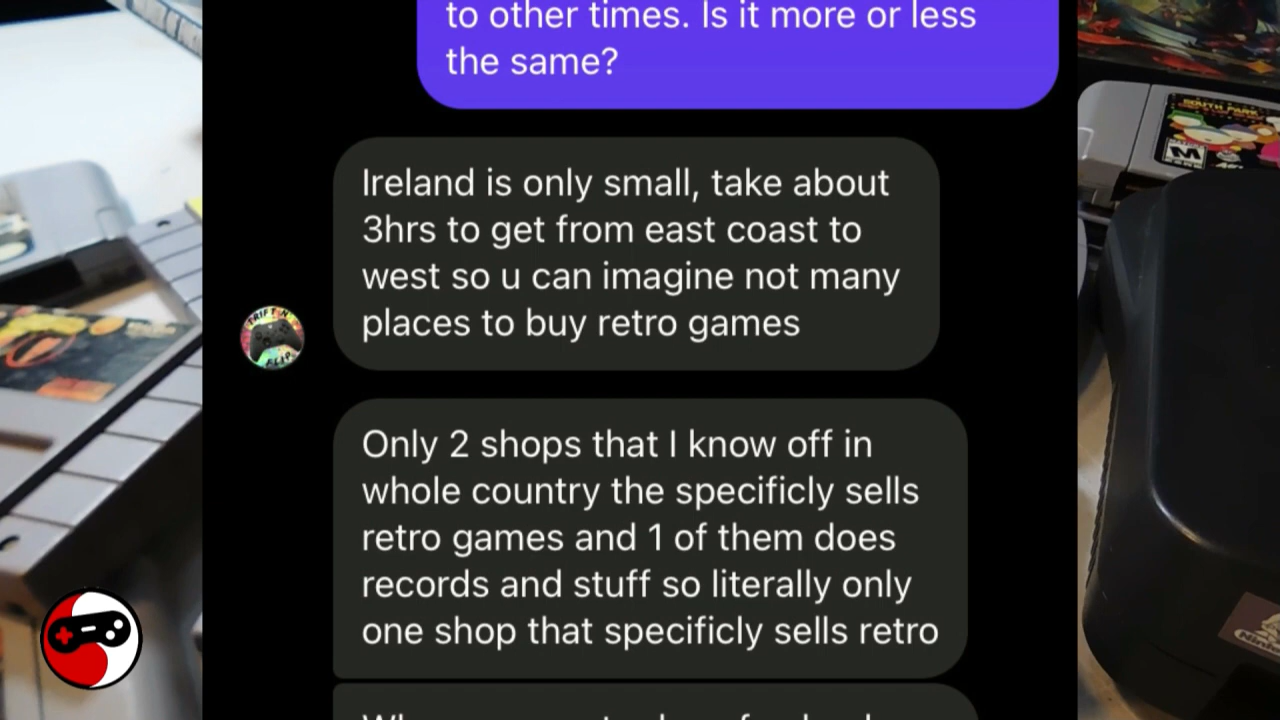 to other times. Is it more or less
the same?
Ireland is only small, take about
3hrs to get from east coast to
west so u can imagine not many
places to buy retro games
Only 2 shops that I know off in
whole country the specificly sells
retro games and 1 of them does
records and stuff so literally only
one shop that specificly sells retro
SOUTH PARK
M